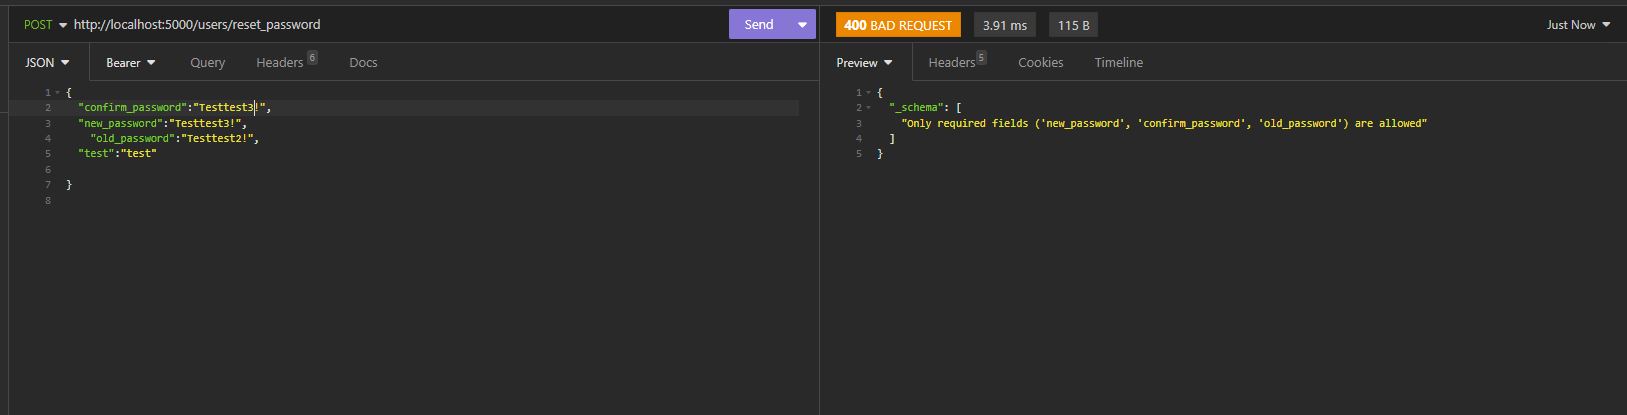 POST http://localhost:5000/users/reset_password Send
400 BAD REQUEST 3.91 ms 115 B Just Now
JSON Bearer Query Headers 6 Docs
Preview Headers 5 Cookies Timeline
1 {
2 "confirm_password":"Testtest3!",
3 "new_password":"Testtest3!",
4 "old_password":"Testtest2!",
5 "test":"test"
6
7 }
8
1 {
2 "_schema": [
3 "Only required fields ('new_password', 'confirm_password', 'old_password') are allowed"
4 ]
5 }